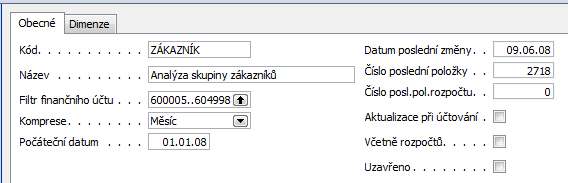 Obecné Dimenze
Kód. . . . . . . . . . . ZÁKAZNÍK
Název . . . . . . . . . Analýza skupiny zákazníků
Filtr finančního účtu. . 600005..604998
Komprese. . . . . . . . Měsíc
Počáteční datum . . . . 01.01.08
Datum poslední změny. . 09.06.08
Číslo poslední položky . . 2718
Číslo posl.pol.rozpočtu. . 0
Aktualizace při účtování .
Včetně rozpočtů. . . . .
Uzavřeno . . . . . . . .